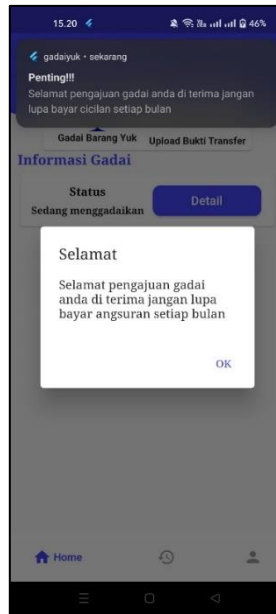 15.20
46%
gadaiyuk • sekarang
Penting!!!
Selamat pengajuan gadai anda di terima jangan
lupa bayar cicilan setiap bulan
Gadai Barang Yuk
Upload Bukti Transfer
Informasi Gadai
Status
Sedang menggadaikan
Detail
Selamat
Selamat pengajuan gadai
anda di terima jangan lupa
bayar angsuran setiap bulan
OK
Home